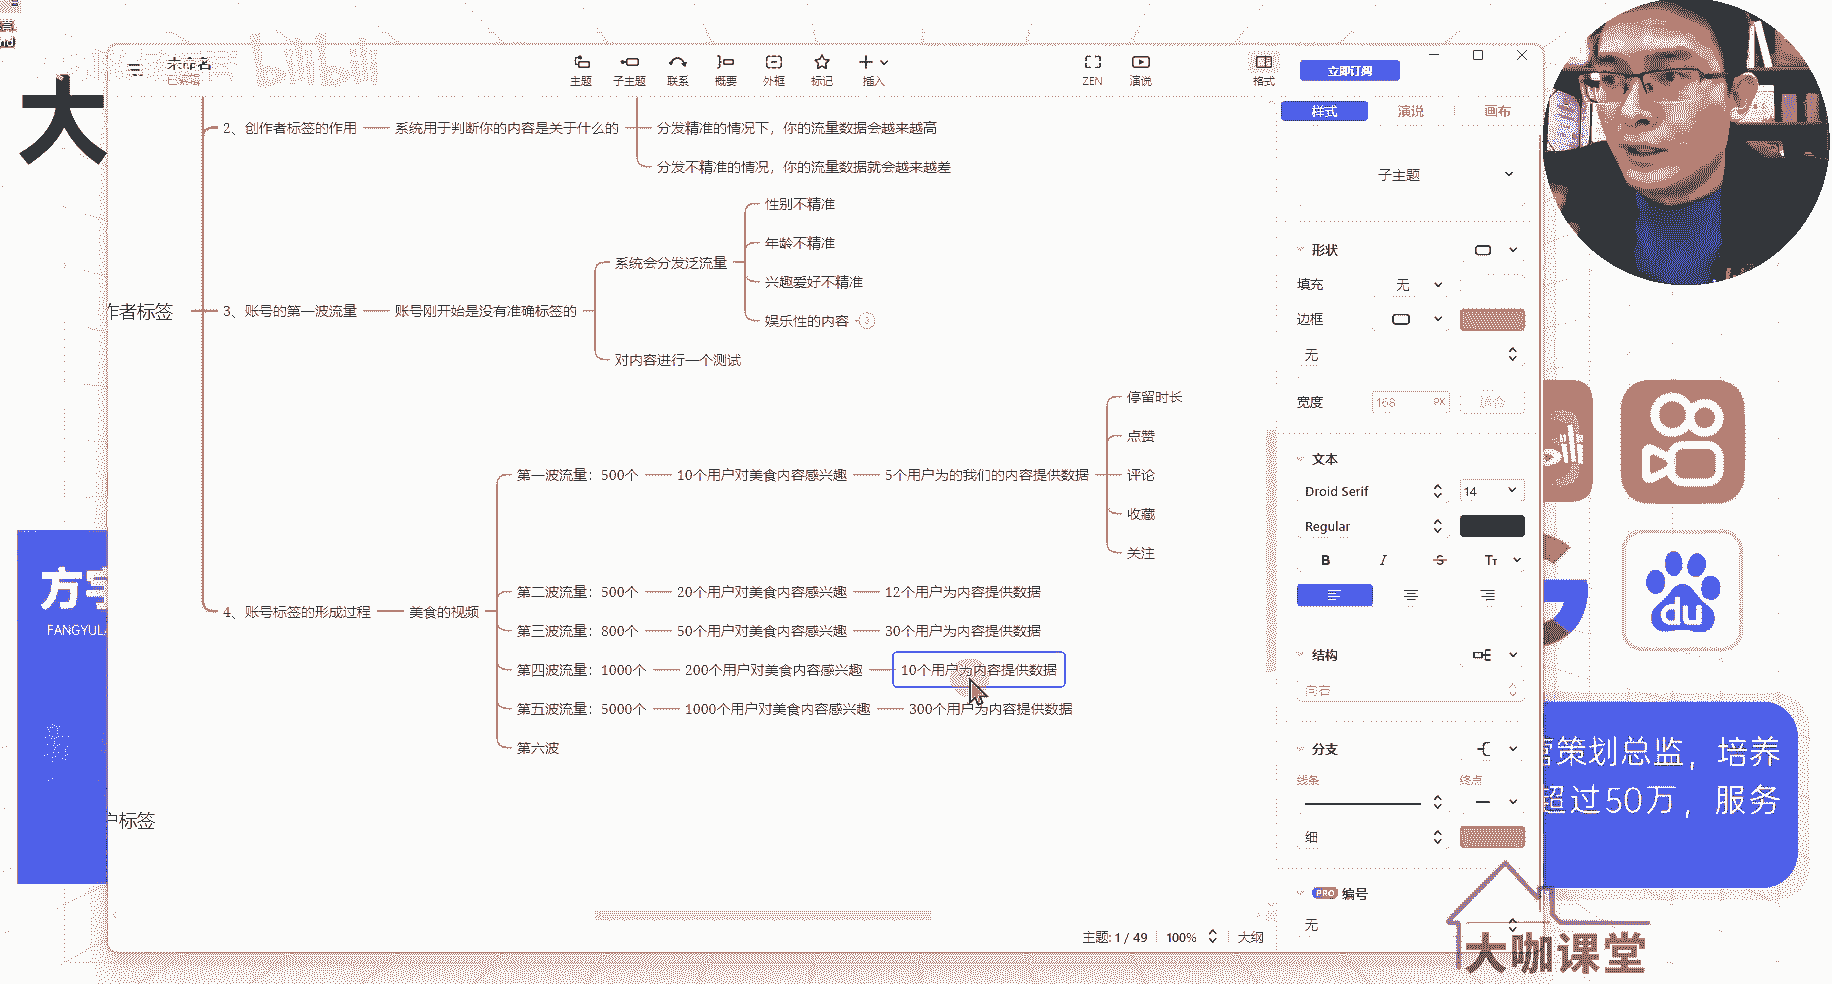 大
bilibili
未命名
已编辑
主题
子主题
联系
概要
外框
标记
插入
ZEN
演说
格式
立即订阅
样式
演说
画布
2、创作者标签的作用
系统用于判断你的内容是关于什么的
分发精准的情况下，你的流量数据会越来越高
分发不精准的情况，你的流量数据就会越来越差
作者标签
3、账号的第一波流量
账号刚开始是没有准确标签的
系统会分发泛流量
性别不精准
年龄不精准
兴趣爱好不精准
娱乐性的内容
3
对内容进行一个测试
4、账号标签的形成过程
美食的视频
第一波流量：500个
10个用户对美食内容感兴趣
5个用户为的我们的内容提供数据
停留时长
点赞
评论
收藏
关注
第二波流量：500个
20个用户对美食内容感兴趣
12个用户为内容提供数据
第三波流量：800个
50个用户对美食内容感兴趣
30个用户为内容提供数据
第四波流量：1000个
200个用户对美食内容感兴趣
10个用户为内容提供数据
第五波流量：5000个
1000个用户对美食内容感兴趣
300个用户为内容提供数据
第六波
户标签
子主题
形状
填充
无
边框
无
宽度
168
PX
适合
文本
Droid Serif
14
Regular
B
I
S
Tт
结构
向右
分支
线条
终点
细
PRO 编号
无
主题: 1 / 49
100%
大纲
方宇
FANGYUL
du
营策划总监，培养
超过50万，服务
大咖课堂